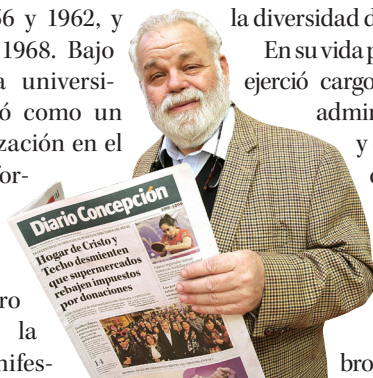 56 y 1962, y
1968. Bajo
a universi-
ó como un
zación en el
for-
ro
la
nifes-
la diversidad d
En su vida p
ejerció cargo
admin
y
bro
Diario Concepción
Hogar de Cristo y
Techo desmienten
que supermercados
rebajen impuestos
por donaciones